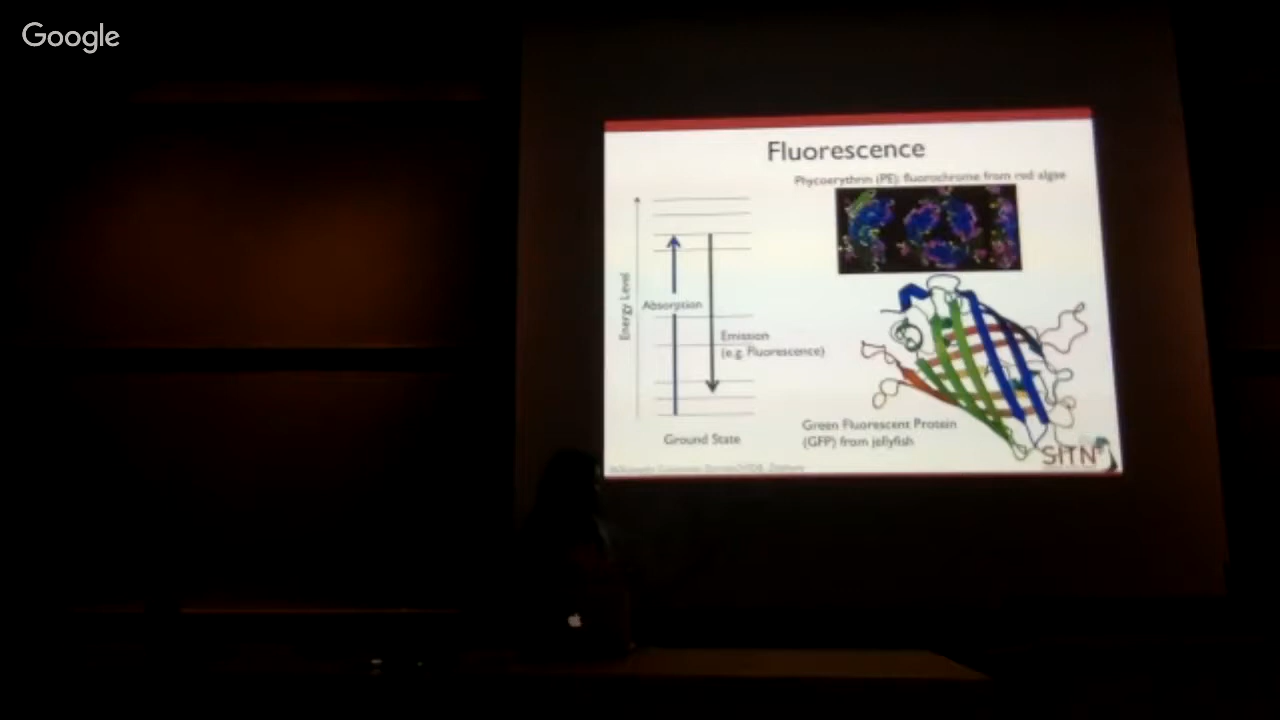 Google
Fluorescence
Phycoerythrin (PE): fluorochrome from red algae
Energy Level
Absorption
Emission
(e.g. Fluorescence)
Ground State
Green Fluorescent Protein
(GFP) from jellyfish
SITN